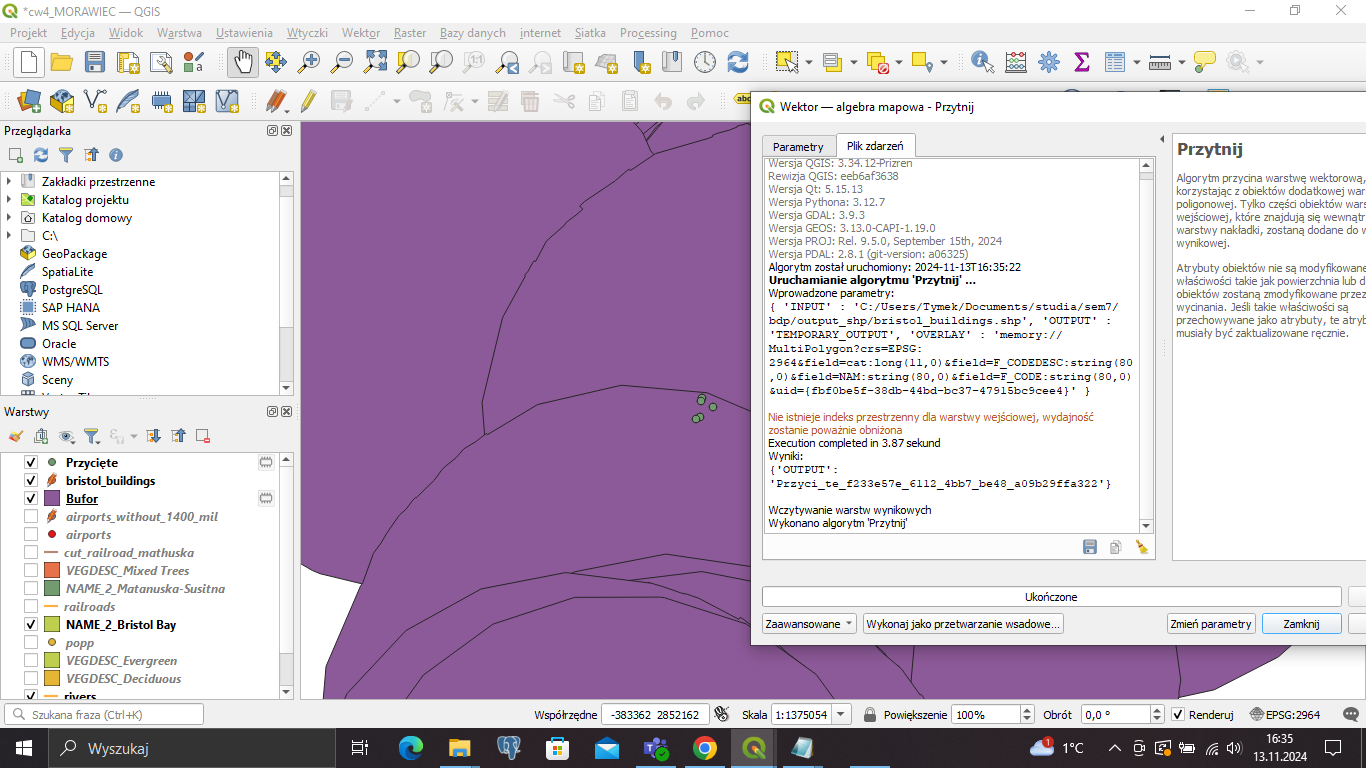 *cw4_MORAWIEC — QGIS
Projekt Edycja Widok Warstwa Ustawienia Wtyczki Wektor Raster Bazy danych internet Siatka Processing Pomoc
abc
Przeglądarka
Zakładki przestrzenne
Katalog projektu
Katalog domowy
C:\
GeoPackage
SpatiaLite
PostgreSQL
SAP HANA
MS SQL Server
Oracle
WMS/WMTS
Sceny
Warstwy
Przycięte
bristol_buildings
Bufor
airports_without_1400_mil
airports
cut_railroad_mathuska
VEGDESC_Mixed Trees
NAME_2_Matanuska-Susitna
railroads
NAME_2_Bristol Bay
popp
VEGDESC_Evergreen
VEGDESC_Deciduous
rivers
Wektor — algebra mapowa - Przytnij
Parametry Plik zdarzeń
Wersja QGIS: 3.34.12-Prizren
Rewizja QGIS: eeb6af3638
Wersja Qt: 5.15.13
Wersja Pythona: 3.12.7
Wersja GDAL: 3.9.3
Wersja GEOS: 3.13.0-CAPI-1.19.0
Wersja PROJ: Rel. 9.5.0, September 15th, 2024
Wersja PDAL: 2.8.1 (git-version: a06325)
Algorytm został uruchomiony: 2024-11-13T16:35:22
Uruchamianie algorytmu 'Przytnij' …
Wprowadzone parametry:
{ 'INPUT' : 'C:/Users/Tymek/Documents/studia/sem7/
bdp/output_shp/bristol_buildings.shp', 'OUTPUT' :
'TEMPORARY_OUTPUT', 'OVERLAY' : 'memory://
MultiPolygon?crs=EPSG:
2964&field=cat:long(11,0)&field=F_CODEDESC:string(80
,0)&field=NAM:string(80,0)&field=F_CODE:string(80,0)
&uid={fbf0be5f-38db-44bd-bc37-47915bc9cee4}' }
Nie istnieje indeks przestrzenny dla warstwy wejściowej, wydajność
zostanie poważnie obniżona
Execution completed in 3.87 sekund
Wyniki:
{'OUTPUT':
'Przyci_te_f233e57e_6112_4bb7_be48_a09b29ffa322'}
Wczytywanie warstw wynikowych
Wykonano algorytm 'Przytnij'
Przytnij
Algorytm przycina warstwę wektorową,
korzystając z obiektów dodatkowej war
poligonowej. Tylko części obiektów wars
wejściowej, które znajdują się wewnątr
warstwy nakładki, zostaną dodane do w
wynikowej.
Atrybuty obiektów nie są modyfikowane
właściwości takie jak powierzchnia lub d
obiektów zostaną zmodyfikowane przez
wycinania. Jeśli takie właściwości są
przechowywane jako atrybuty, te atryb
musiały być zaktualizowane ręcznie.
Ukończone
Zaawansowane Wykonaj jako przetwarzanie wsadowe… Zmień parametry Zamknij
Szukana fraza (Ctrl+K) Współrzędne -383362 2852162 Skala 1:1375054 Powiększenie 100% Obrót 0,0 ° Renderuj EPSG:2964
Wyszukaj 1 1°C 16:35
13.11.2024